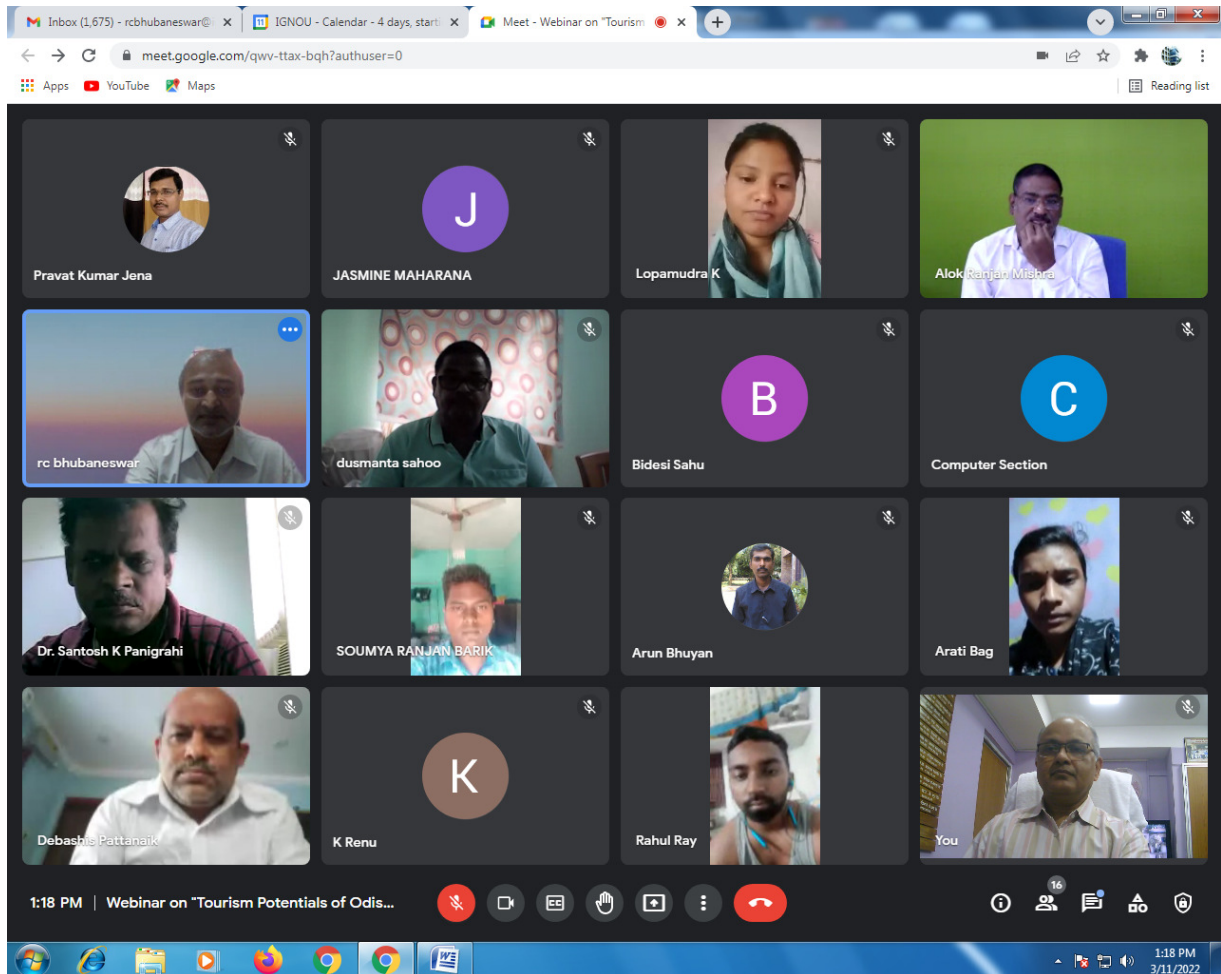 Inbox (1,675) - rcbhubaneswar@
IGNOU - Calendar - 4 days, start
Meet - Webinar on "Tourism
meet.google.com/qwv-ttax-bqh?authuser=0
Apps YouTube Maps
Reading list
Pravat Kumar Jena
J
JASMINE MAHARANA
Lopamudra K
Alok Ranjan Mishra
rc bhubaneswar
dusmanta sahoo
B
Bidesi Sahu
C
Computer Section
Dr. Santosh K Panigrahi
SOUMYA RANJAN BARIK
Arun Bhuyan
Arati Bag
Debashis Pattanaik
K
K Renu
Rahul Ray
You
1:18 PM | Webinar on "Tourism Potentials of Odis...
CC
16
1:18 PM
3/11/2022